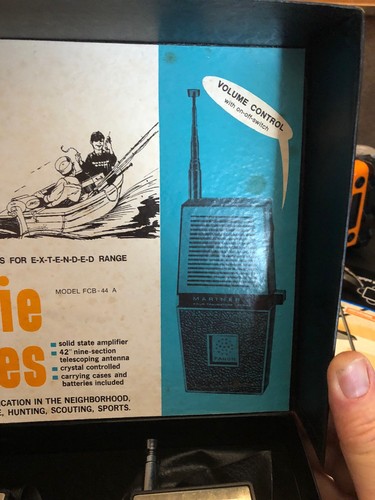 VOLUME CONTROL
with on-off-switch
S FOR E-X-T-E-N-D-E-D RANGE
MODEL FCB-44 A
ie
es
solid state amplifier
42" nine-section
telescoping antenna
crystal controlled
carrying cases and
batteries included
ICATION IN THE NEIGHBORHOOD,
E, HUNTING, SCOUTING, SPORTS.